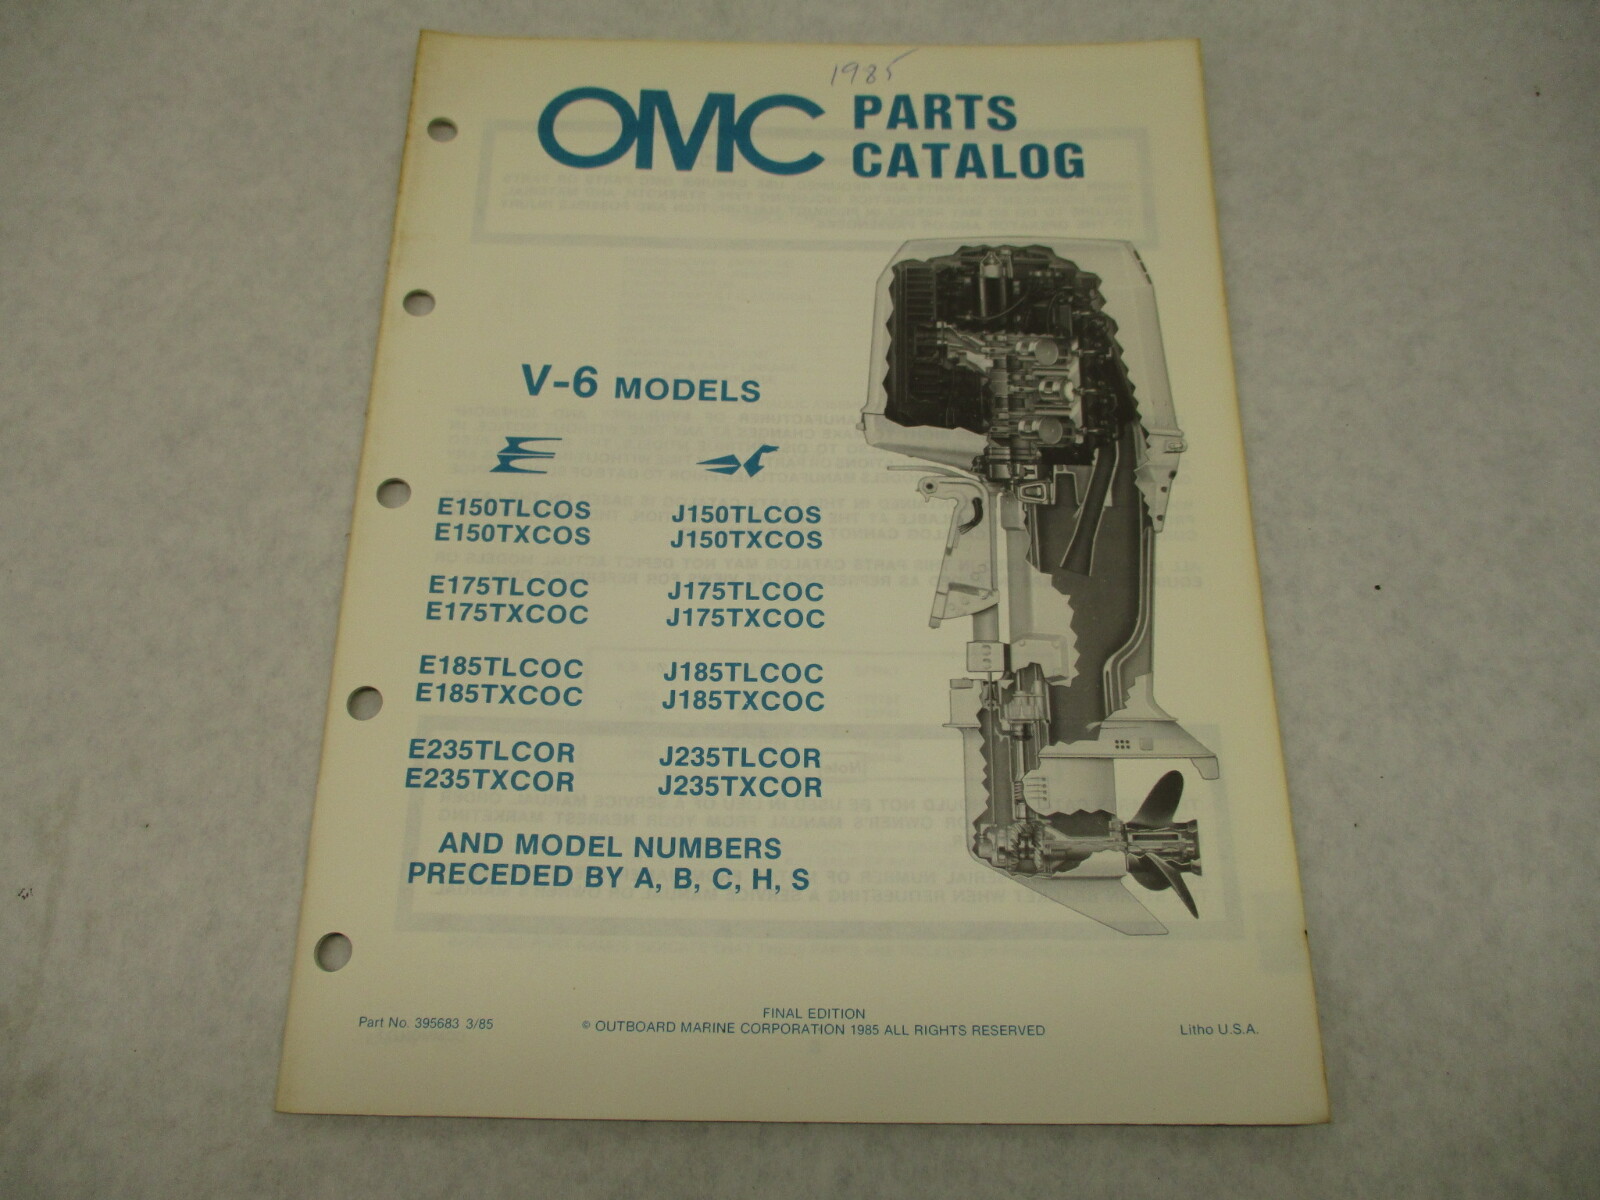 1985
OMC PARTS CATALOG
V-6 MODELS
E150TLCOS J150TLCOS
E150TXCOS J150TXCOS
E175TLCOC J175TLCOC
E175TXCOC J175TXCOC
E185TLCOC J185TLCOC
E185TXCOC J185TXCOC
E235TLCOR J235TLCOR
E235TXCOR J235TXCOR
AND MODEL NUMBERS
PRECEDED BY A, B, C, H, S
FINAL EDITION
Part No. 395683 3/85 © OUTBOARD MARINE CORPORATION 1985 ALL RIGHTS RESERVED Litho U.S.A.